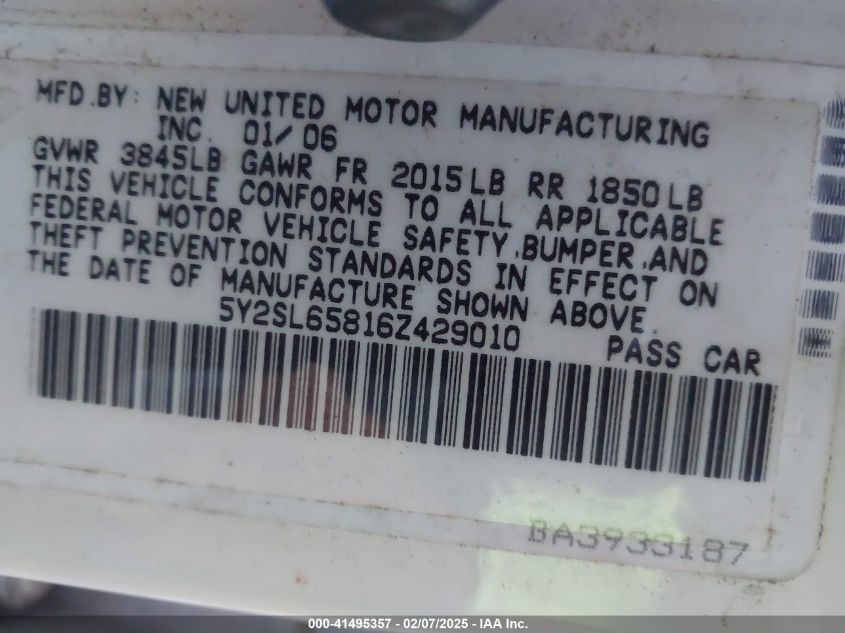 MFD.BY: NEW UNITED MOTOR MANUFACTURING
INC. 01/06
GVWR 3845LB GAWR FR 2015LB RR 1850LB
THIS VEHICLE CONFORMS TO ALL APPLICABLE
FEDERAL MOTOR VEHICLE SAFETY,BUMPER,AND
THEFT PREVENTION STANDARDS IN EFFECT ON
THE DATE OF MANUFACTURE SHOWN ABOVE.
5Y2SL65816Z429010 PASS CAR
BA3933187
000-41495357 - 02/07/2025 - IAA Inc.